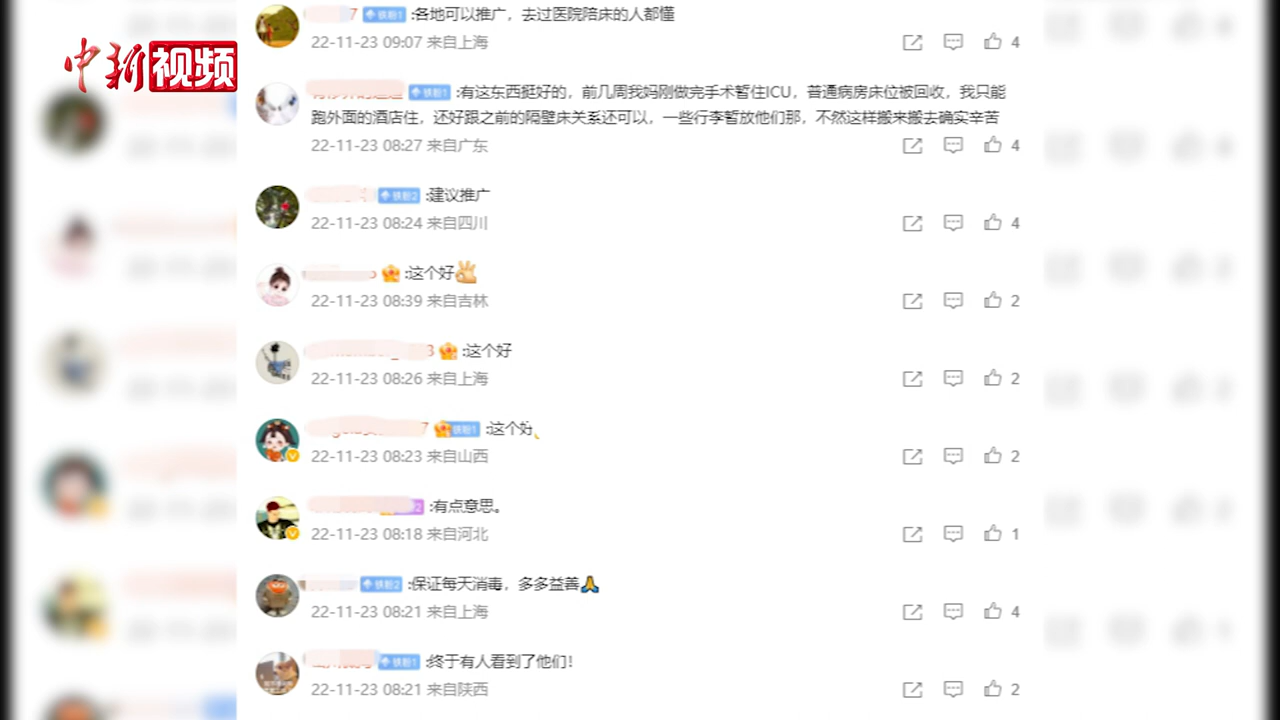 中新视频
7 铁粉1 :各地可以推广，去过医院陪床的人都懂
22-11-23 09:07 来自上海
4
铁粉1 :有这东西挺好的，前几周我妈刚做完手术暂住ICU，普通病房床位被回收，我只能
跑外面的酒店住，还好跟之前的隔壁床关系还可以，一些行李暂放他们那，不然这样搬来搬去确实辛苦
22-11-23 08:27 来自广东
4
铁粉2 :建议推广
22-11-23 08:24 来自四川
4
:这个好👌
22-11-23 08:39 来自吉林
2
3 :这个好
22-11-23 08:26 来自上海
2
7 铁粉1 :这个好
22-11-23 08:23 来自山西
2
2 :有点意思。
22-11-23 08:18 来自河北
1
铁粉2 :保证每天消毒，多多益善🙏
22-11-23 08:21 来自上海
4
铁粉1 :终于有人看到了他们！
22-11-23 08:21 来自陕西
2